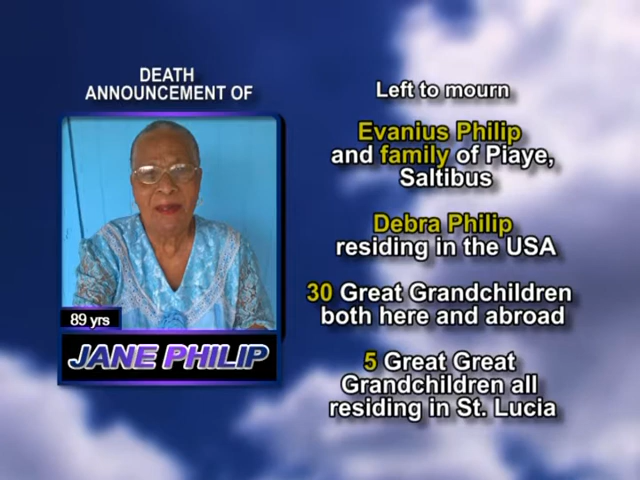 DEATH
ANNOUNCEMENT OF
89 yrs
JANE PHILIP
Left to mourn
Evanius Philip
and family of Piaye,
Saltibus
Debra Philip
residing in the USA
30 Great Grandchildren
both here and abroad
5 Great Great
Grandchildren all
residing in St. Lucia